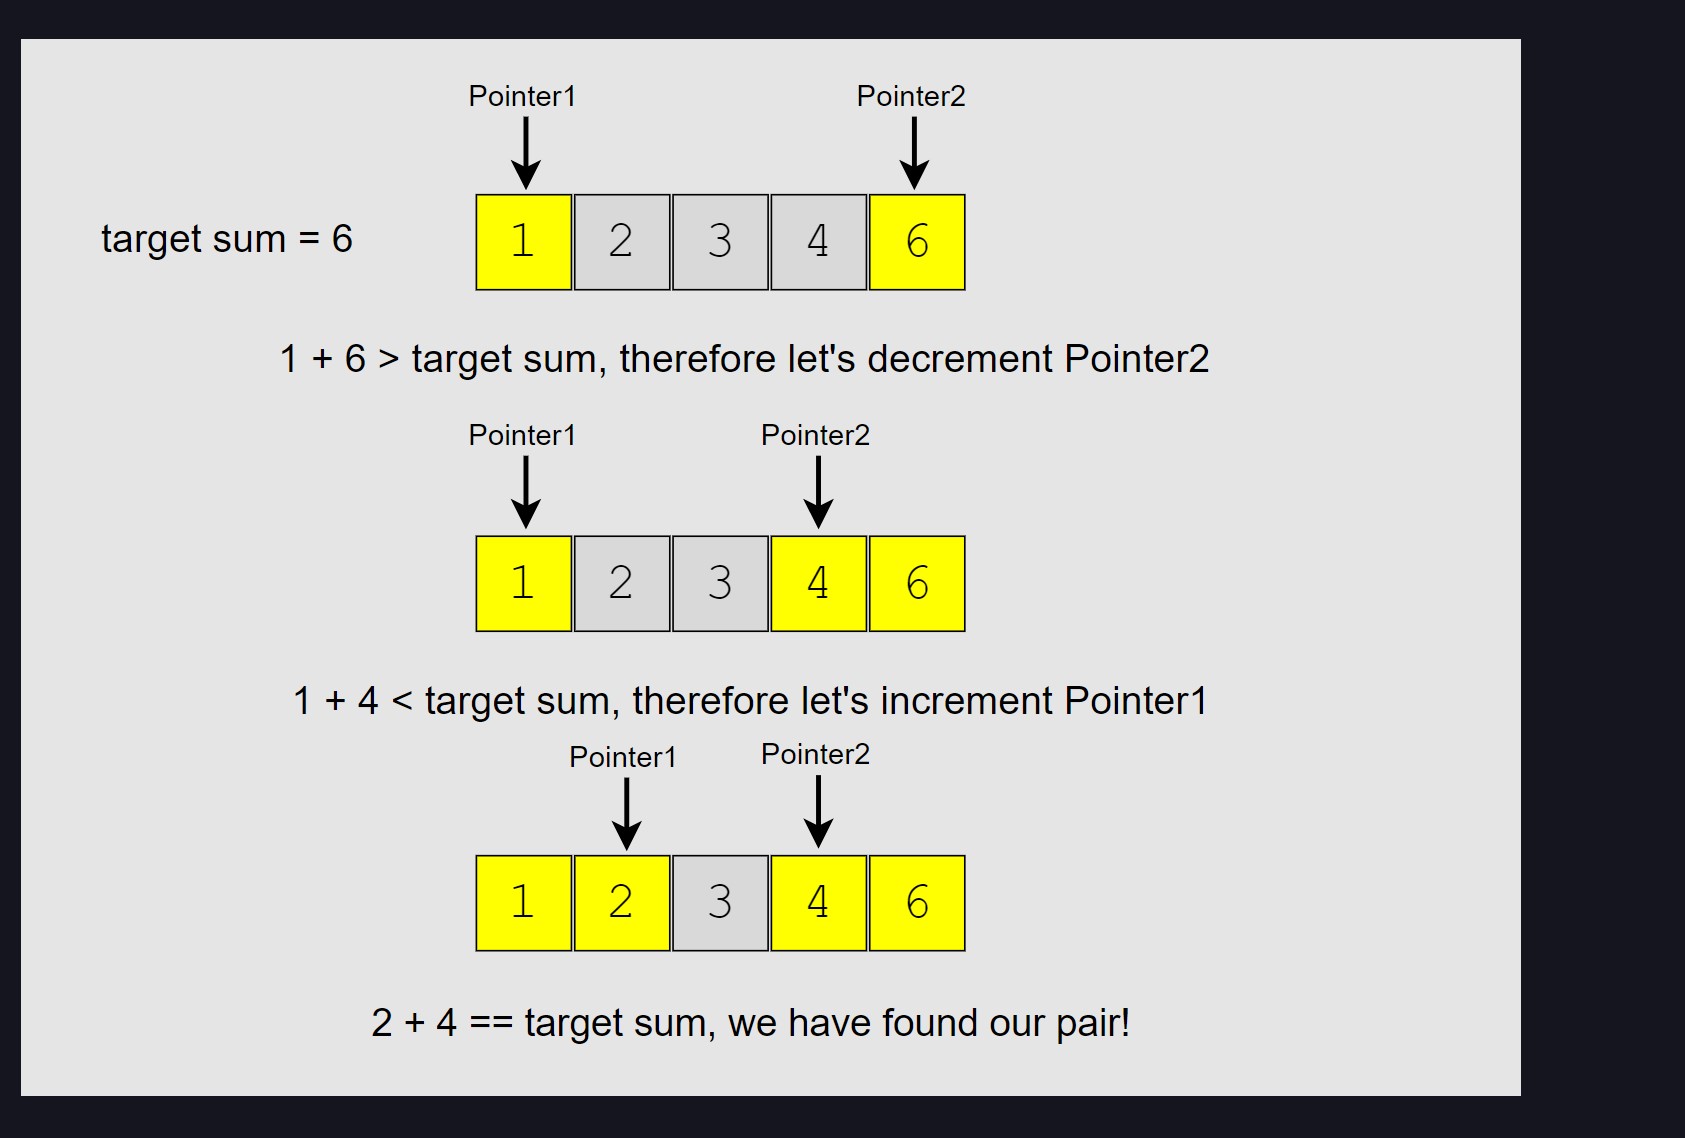 Pointer1 Pointer2
target sum = 6 1 2 3 4 6
1 + 6 > target sum, therefore let's decrement Pointer2
Pointer1 Pointer2
1 2 3 4 6
1 + 4 < target sum, therefore let's increment Pointer1
Pointer1 Pointer2
1 2 3 4 6
2 + 4 == target sum, we have found our pair!